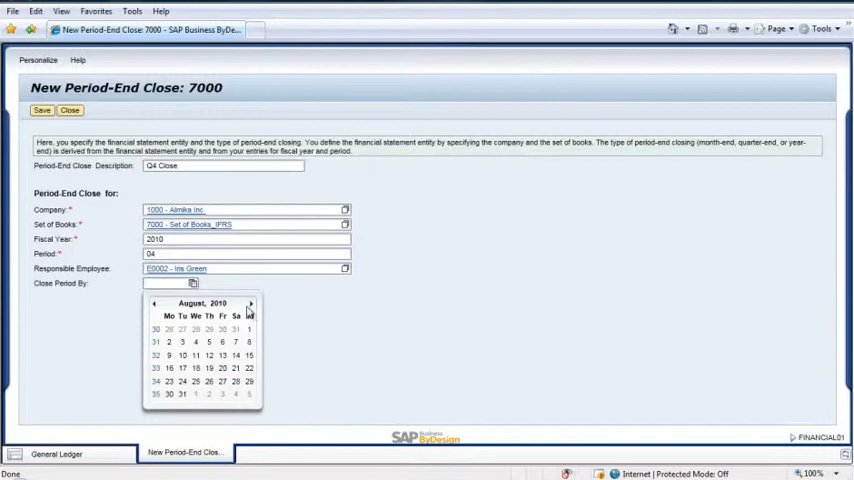 File Edit View Favorites Tools Help
New Period-End Close: 7000 - SAP Business ByDe...
Page Tools
Personalize Help
New Period-End Close: 7000
Save Close
Here, you specify the financial statement entity and the type of period-end closing. You define the financial statement entity by specifying the company and the set of books. The type of period-end closing (month-end, quarter-end, or year-
end) is derived from the financial statement entity and from your entries for fiscal year and period.
Period-End Close Description: Q4 Close
Period-End Close for:
Company:* 1000 - Almika Inc.
Set of Books:* 7000 - Set of Books_IFRS
Fiscal Year:* 2010
Period:* 04
Responsible Employee: E0002 - Iris Green
Close Period By:
August, 2010
Mo Tu We Th Fr Sa
30 26 27 28 29 30 31 1
31 2 3 4 5 6 7 8
32 9 10 11 12 13 14 15
33 16 17 18 19 20 21 22
34 23 24 25 26 27 28 29
35 30 31 1 2 3 4 5
SAP Business ByDesign
FINANCIAL01
General Ledger New Period-End Clos...
Done Internet | Protected Mode: Off 100%